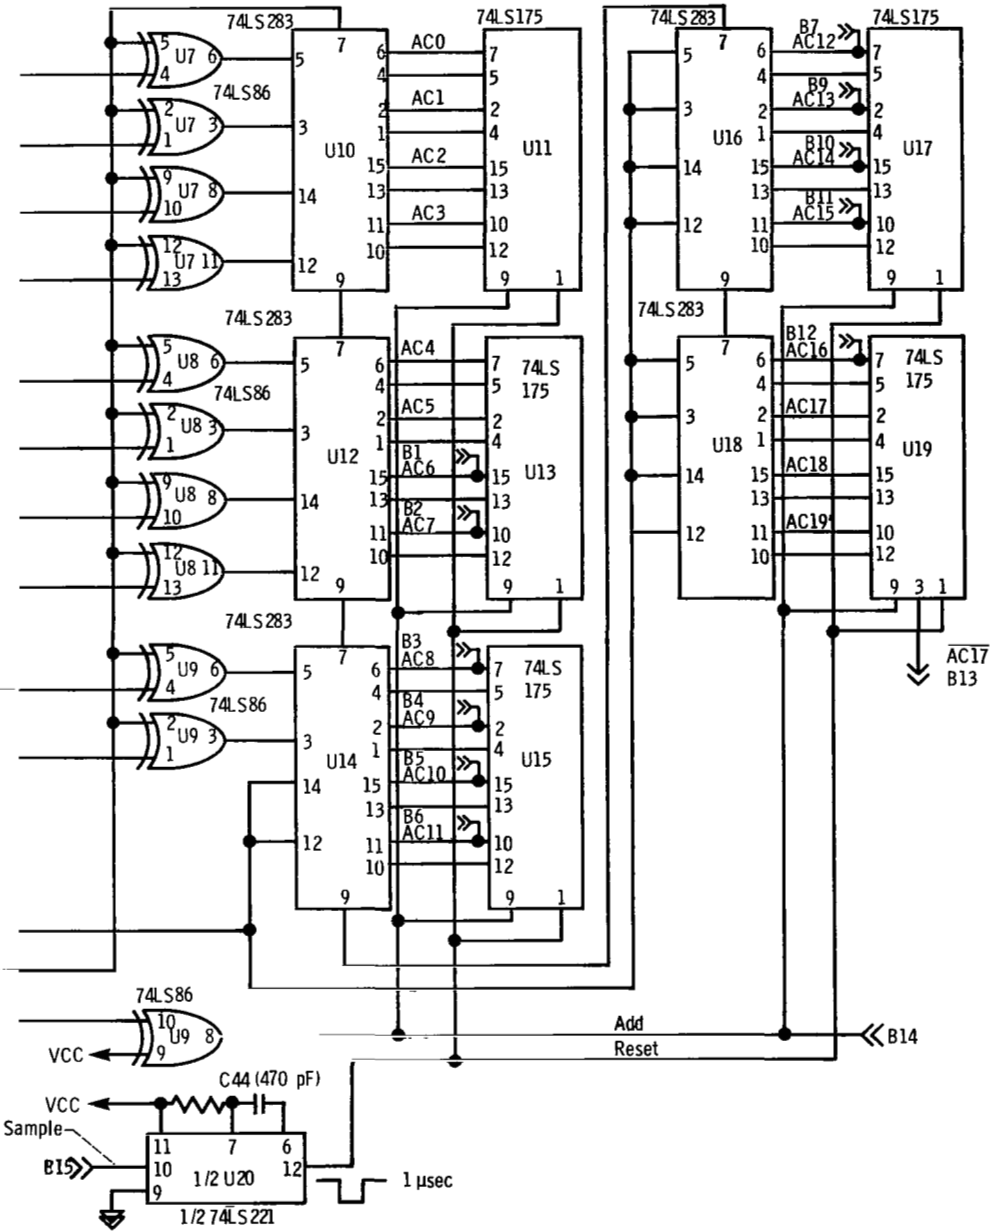 74LS283
74LS175
74LS283
74LS175
5
4
U7
6
5
7
6
AC0
7
4
5
74LS86
2
1
U7
3
3
2
AC1
2
1
4
U10
U11
9
10
U7
8
14
15
AC2
15
13
13
12
13
U7
11
12
11
AC3
10
10
12
9
9
1
5
7
6
B7
AC12
7
4
5
3
2
B9
AC13
2
1
4
U16
U17
14
15
B10
AC14
15
13
13
12
11
B11
AC15
10
10
12
9
9
1
74LS283
74LS283
5
4
U8
6
5
7
6
AC4
7
4
5
74LS
175
74LS86
2
1
U8
3
3
2
AC5
2
1
4
U12
U13
9
10
U8
8
14
15
B1
AC6
15
13
13
12
13
U8
11
12
11
B2
AC7
10
10
12
9
9
1
5
7
6
B12
AC16
7
4
5
74LS
175
3
2
AC17
2
1
4
U18
U19
14
15
AC18
15
13
13
12
11
AC19'
10
10
12
9
3
1
AC17
B13
74LS283
5
4
U9
6
5
7
6
B3
AC8
7
4
5
74LS
175
74LS86
2
1
U9
3
3
2
B4
AC9
2
1
4
U14
U15
14
15
B5
AC10
15
13
13
12
11
B6
AC11
10
10
12
9
9
1
74LS86
10
U9
8
9
VCC
Add
B14
Reset
C44 (470 pF)
VCC
Sample
11
7
6
B15
10
12
1/2 U20
9
1 μsec
1/2 74LS221